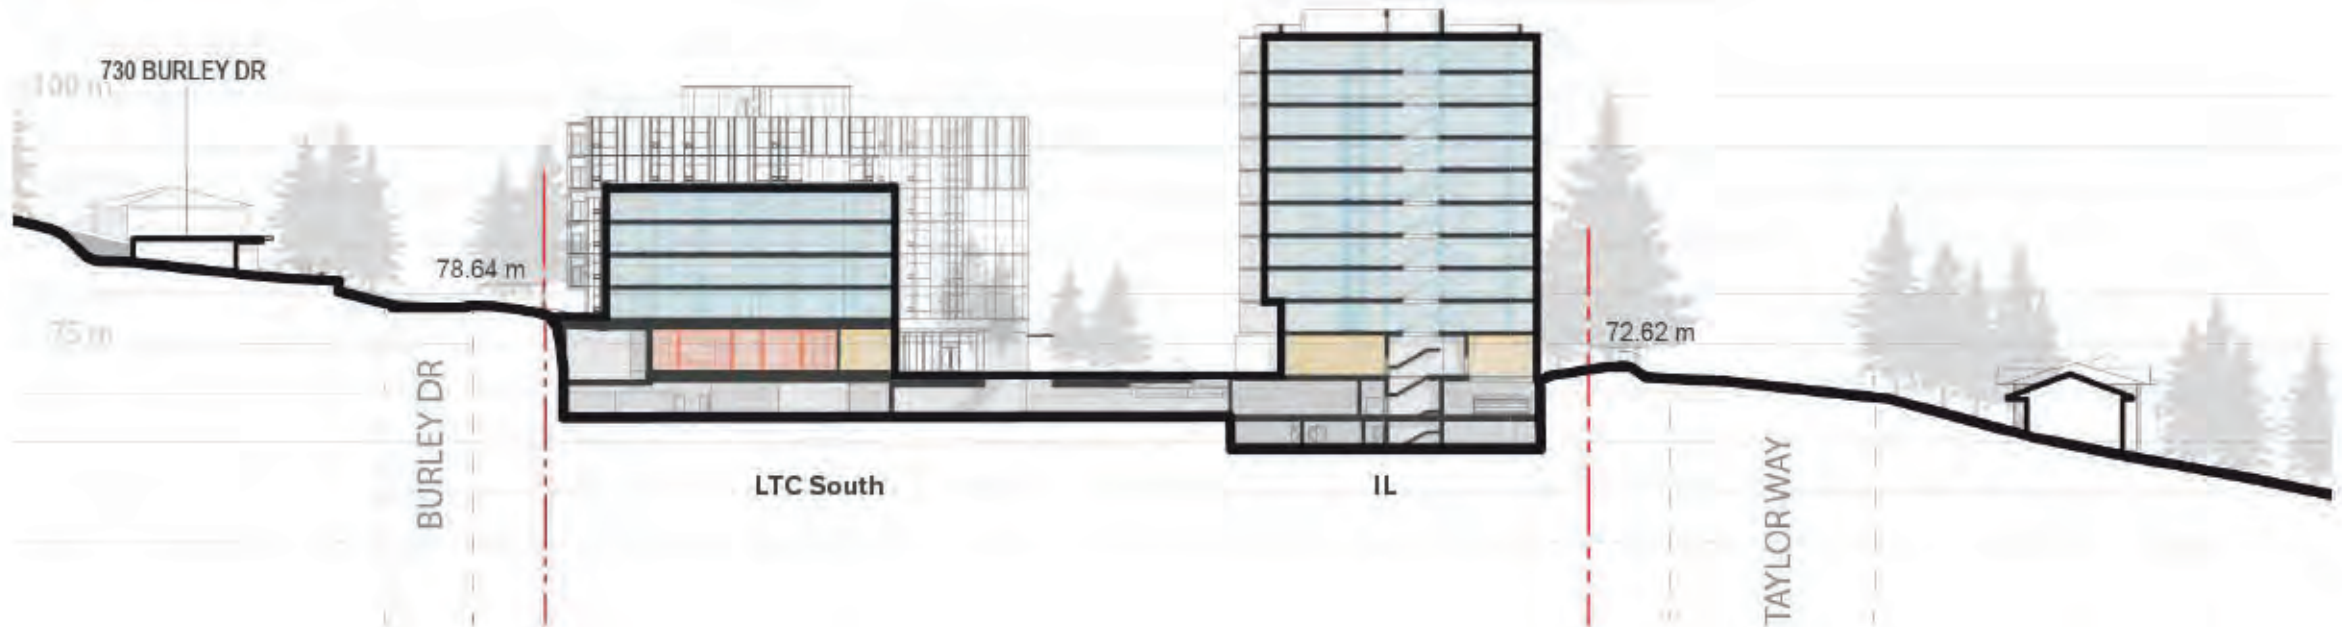 730 BURLEY DR
100 m
78.64 m
75 m
72.62 m
BURLEY DR
LTC South
IL
TAYLOR WAY